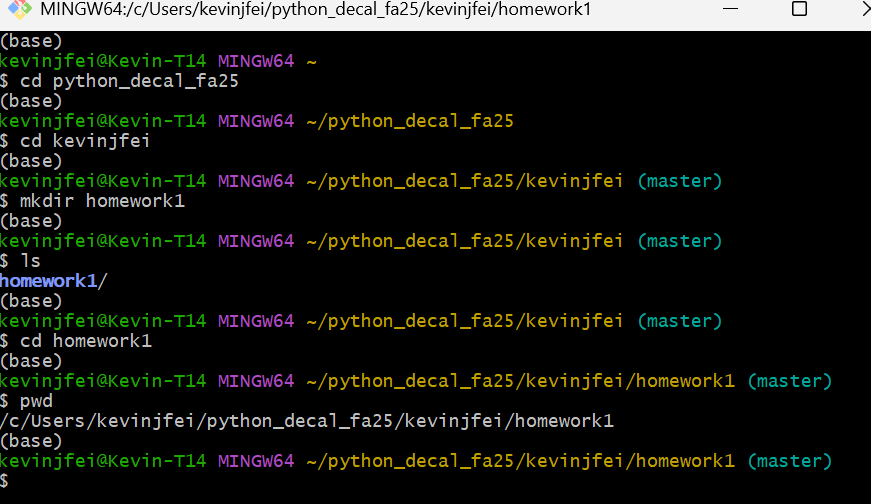 MINGW64:/c/Users/kevinjfei/python_decal_fa25/kevinjfei/homework1
(base)
kevinjfei@Kevin-T14 MINGW64 ~
$ cd python_decal_fa25
(base)
kevinjfei@Kevin-T14 MINGW64 ~/python_decal_fa25
$ cd kevinjfei
(base)
kevinjfei@Kevin-T14 MINGW64 ~/python_decal_fa25/kevinjfei (master)
$ mkdir homework1
(base)
kevinjfei@Kevin-T14 MINGW64 ~/python_decal_fa25/kevinjfei (master)
$ ls
homework1/
(base)
kevinjfei@Kevin-T14 MINGW64 ~/python_decal_fa25/kevinjfei (master)
$ cd homework1
(base)
kevinjfei@Kevin-T14 MINGW64 ~/python_decal_fa25/kevinjfei/homework1 (master)
$ pwd
/c/Users/kevinjfei/python_decal_fa25/kevinjfei/homework1
(base)
kevinjfei@Kevin-T14 MINGW64 ~/python_decal_fa25/kevinjfei/homework1 (master)
$